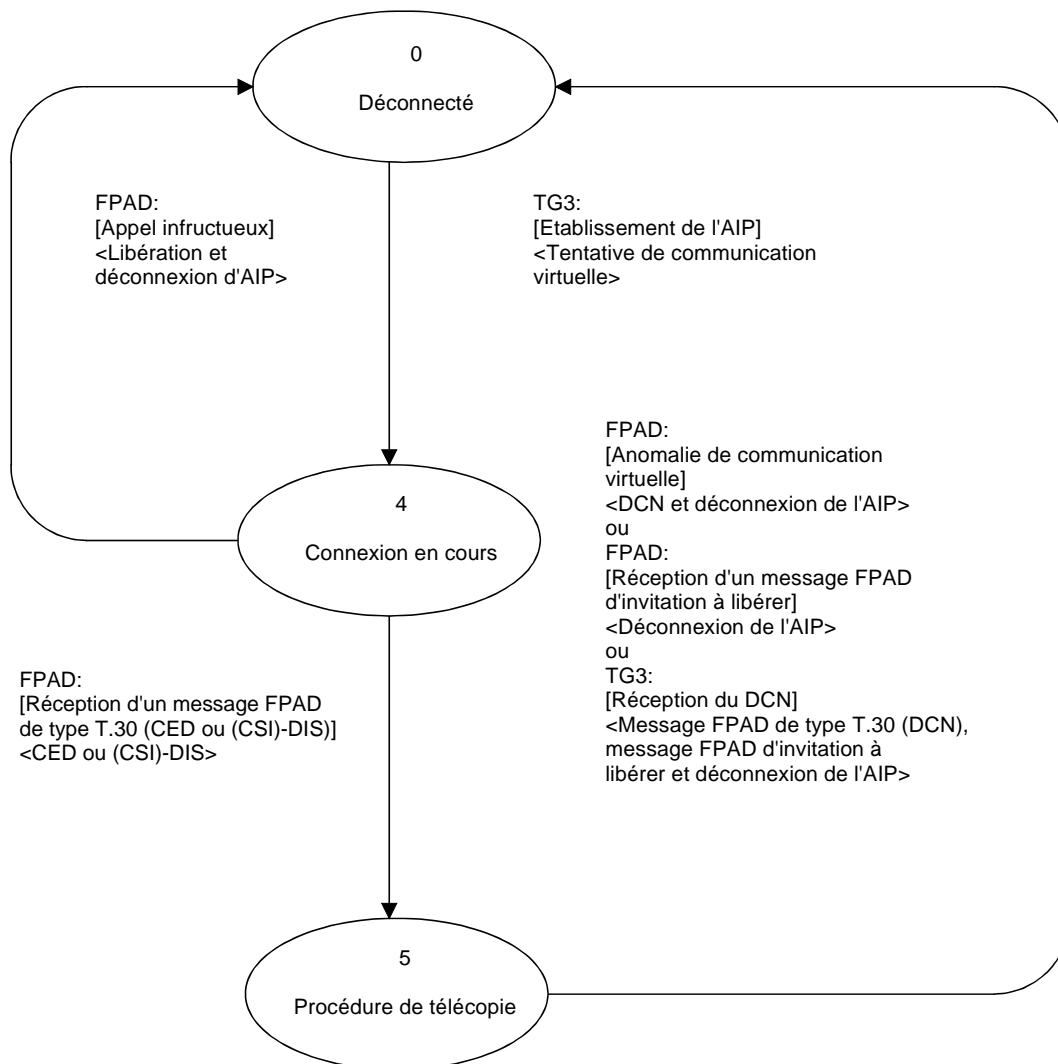 0
Déconnecté
FPAD:
[Appel infructueux]
<Libération et
déconnexion d'AIP>
TG3:
[Etablissement de l'AIP]
<Tentative de communication
virtuelle>
4
Connexion en cours
FPAD:
[Anomalie de communication
virtuelle]
<DCN et déconnexion de l'AIP>
ou
FPAD:
[Réception d'un message FPAD
d'invitation à libérer]
<Déconnexion de l'AIP>
ou
TG3:
[Réception du DCN]
<Message FPAD de type T.30 (DCN),
message FPAD d'invitation à
libérer et déconnexion de l'AIP>
FPAD:
[Réception d'un message FPAD
de type T.30 (CED ou (CSI)-DIS)]
<CED ou (CSI)-DIS>
5
Procédure de télécopie